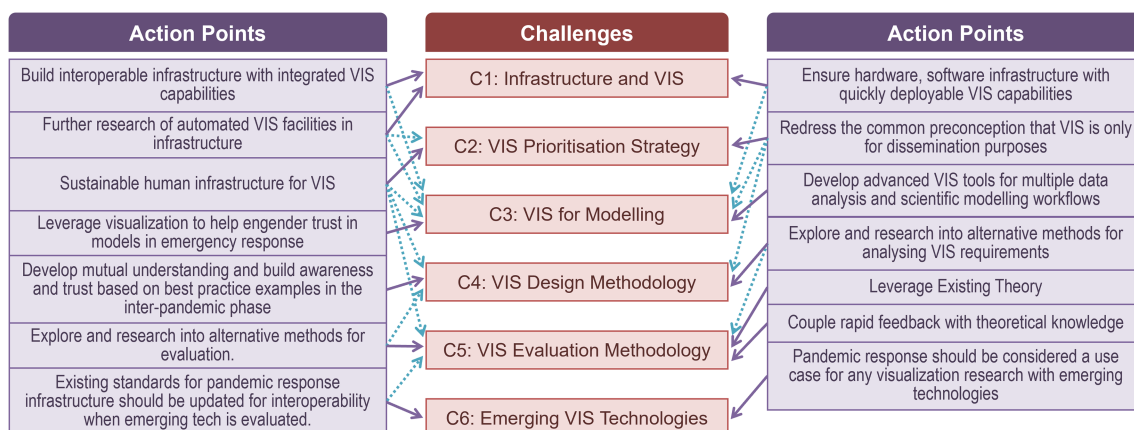 Action Points
Build interoperable infrastructure with integrated VIS
capabilities
Further research of automated VIS facilities in
infrastructure
Sustainable human infrastructure for VIS
Leverage visualization to help engender trust in
models in emergency response
Develop mutual understanding and build awareness
and trust based on best practice examples in the
inter-pandemic phase
Explore and research into alternative methods for
evaluation.
Existing standards for pandemic response
infrastructure should be updated for interoperability
when emerging tech is evaluated.
Challenges
C1: Infrastructure and VIS
C2: VIS Prioritisation Strategy
C3: VIS for Modelling
C4: VIS Design Methodology
C5: VIS Evaluation Methodology
C6: Emerging VIS Technologies
Action Points
Ensure hardware, software infrastructure with
quickly deployable VIS capabilities
Redress the common preconception that VIS is only
for dissemination purposes
Develop advanced VIS tools for multiple data
analysis and scientific modelling workflows
Explore and research into alternative methods for
analysing VIS requirements
Leverage Existing Theory
Couple rapid feedback with theoretical knowledge
Pandemic response should be considered a use
case for any visualization research with emerging
technologies